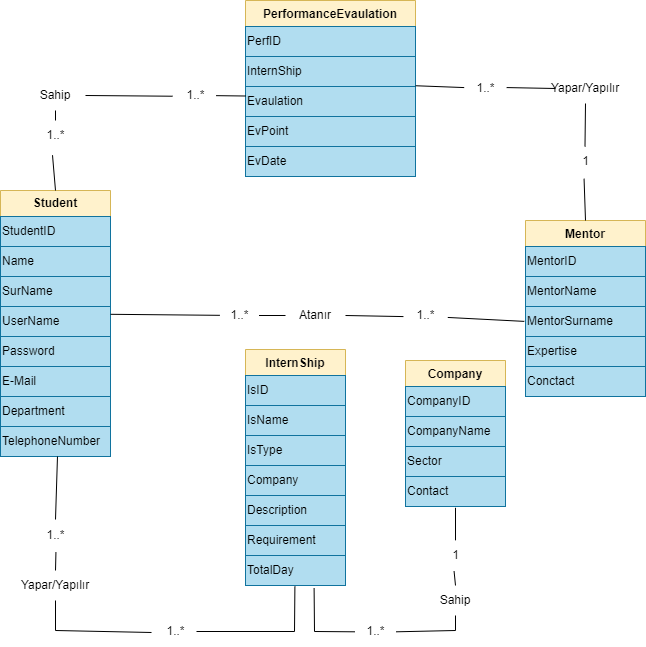 PerformanceEvaulation
PerfID
InternShip
Evaulation
EvPoint
EvDate
Sahip
1..*
1..*
1..*
Yapar/Yapılır
1
Student
StudentID
Name
SurName
UserName
Password
E-Mail
Department
TelephoneNumber
Mentor
MentorID
MentorName
MentorSurname
Expertise
Conctact
1..*
Atanır
1..*
InternShip
IsID
IsName
IsType
Company
Description
Requirement
TotalDay
Company
CompanyID
CompanyName
Sector
Contact
1..*
Yapar/Yapılır
1..*
1
Sahip
1..*